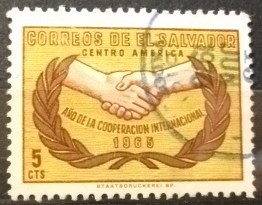 CORREOS DE EL SALVADOR
CENTRO AMERICA
AÑO DE LA COOPERACION INTERNACIONAL
1965
5
CTS
STAATSDRUCKEREI